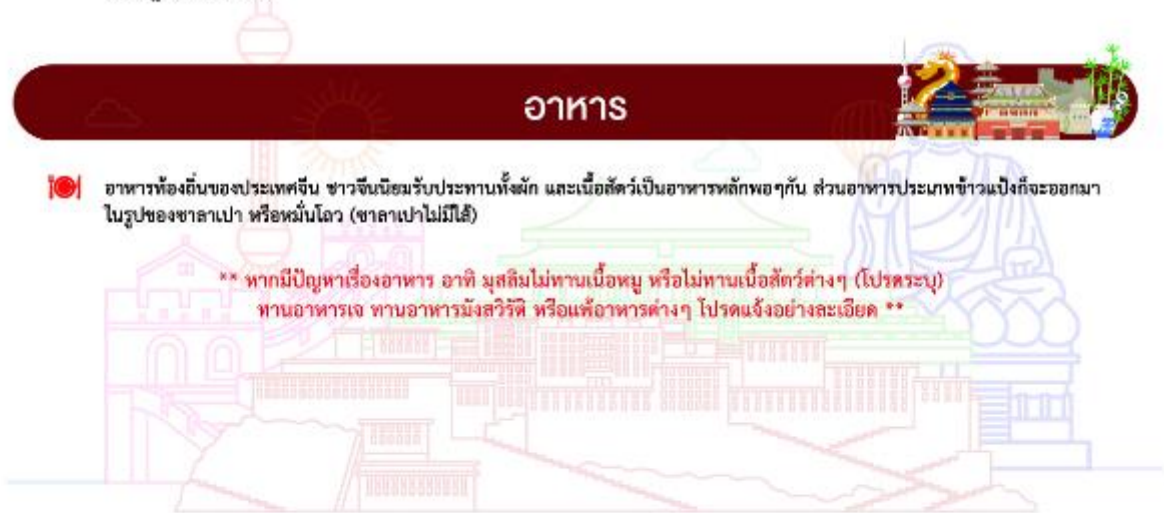 อาหาร
อาหารท้องถิ่นของประเทศจีน ชาวจีนนิยมรับประทานทั้งผัก และเนื้อสัตว์เป็นอาหารหลักพอๆกัน ส่วนอาหารประเภทข้าวแป้งก็จะออกมา
ในรูปของซาลาเปา หรือหมั่นโถว (ซาลาเปาไม่มีไส้)
** หากมีปัญหาเรื่องอาหาร อาทิ มุสลิมไม่ทานเนื้อหมู หรือไม่ทานเนื้อสัตว์ต่างๆ (โปรดระบุ)
ทานอาหารเจ ทานอาหารมังสวิรัติ หรือแพ้อาหารต่างๆ โปรดแจ้งอย่างละเอียด **